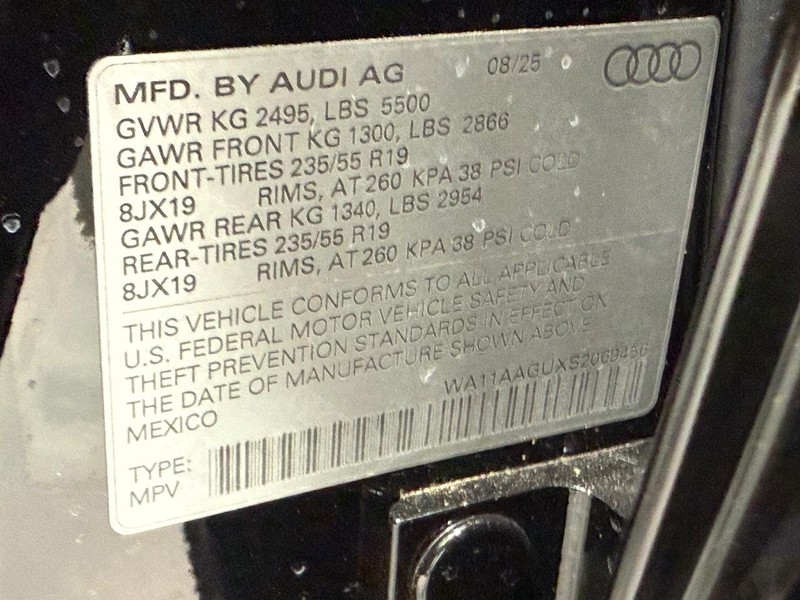 MFD. BY AUDI AG 08/25
GVWR KG 2495, LBS 5500
GAWR FRONT KG 1300, LBS 2866
FRONT-TIRES 235/55 R19
8JX19 RIMS, AT 260 KPA 38 PSI COLD
GAWR REAR KG 1340, LBS 2954
REAR-TIRES 235/55 R19
8JX19 RIMS, AT 260 KPA 38 PSI COLD
THIS VEHICLE CONFORMS TO ALL APPLICABLE
U.S. FEDERAL MOTOR VEHICLE SAFETY AND
THEFT PREVENTION STANDARDS IN EFFECT ON
THE DATE OF MANUFACTURE SHOWN ABOVE
MEXICO WA11AAGUXS2069456
TYPE:
MPV